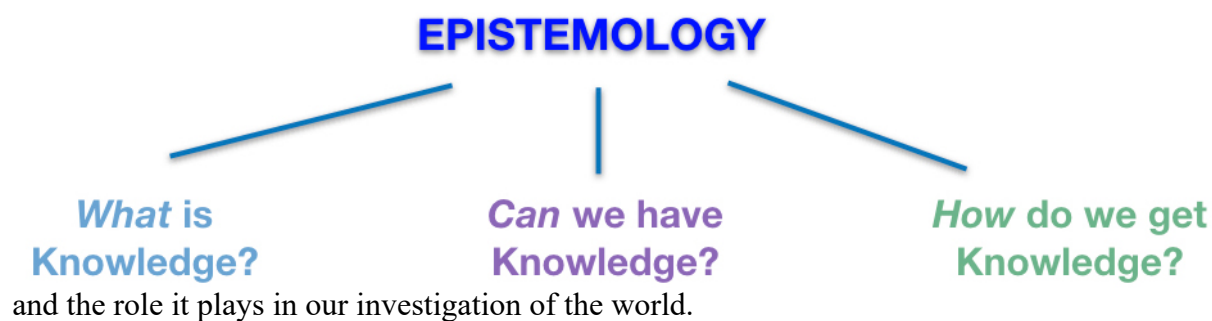 EPISTEMOLOGY
What is
Knowledge?
Can we have
Knowledge?
How do we get
Knowledge?
and the role it plays in our investigation of the world.